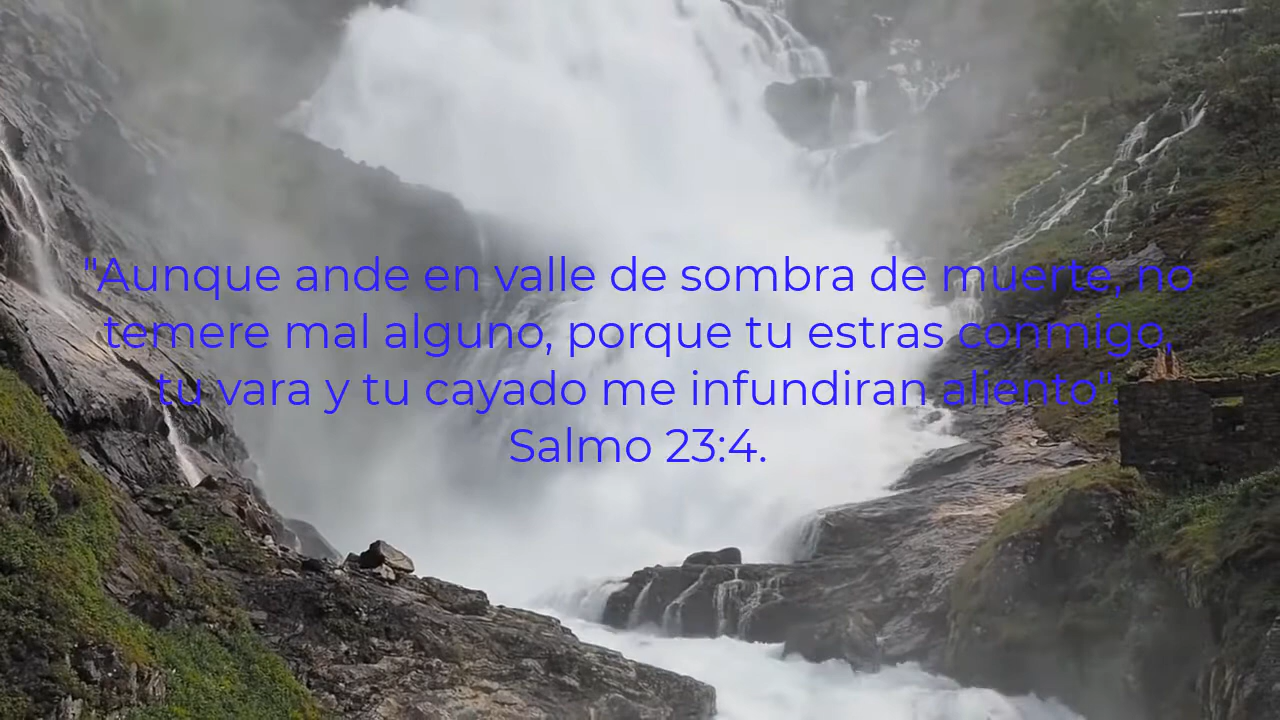 "Aunque ande en valle de sombra de muerte, no
temere mal alguno, porque tu estras conmigo,
tu vara y tu cayado me infundiran aliento".
Salmo 23:4.